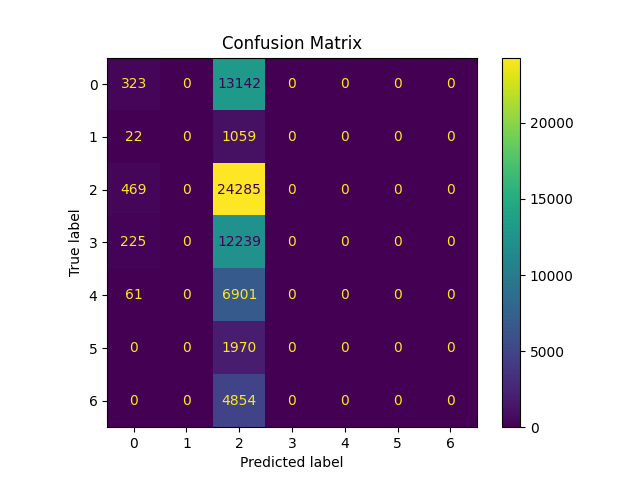 Confusion Matrix
0 323 0 13142 0 0 0 0
1 22 0 1059 0 0 0 0
2 469 0 24285 0 0 0 0
3 225 0 12239 0 0 0 0
4 61 0 6901 0 0 0 0
5 0 0 1970 0 0 0 0
6 0 0 4854 0 0 0 0
0 1 2 3 4 5 6
Predicted label
True label
20000
15000
10000
5000
0